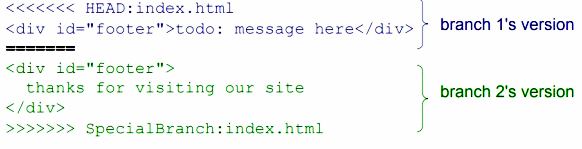 <<<<<<< HEAD:index.html
<div id="footer">todo: message here</div>
branch 1's version
=======
<div id="footer">
  thanks for visiting our site
</div>
branch 2's version
>>>>>>> SpecialBranch:index.html